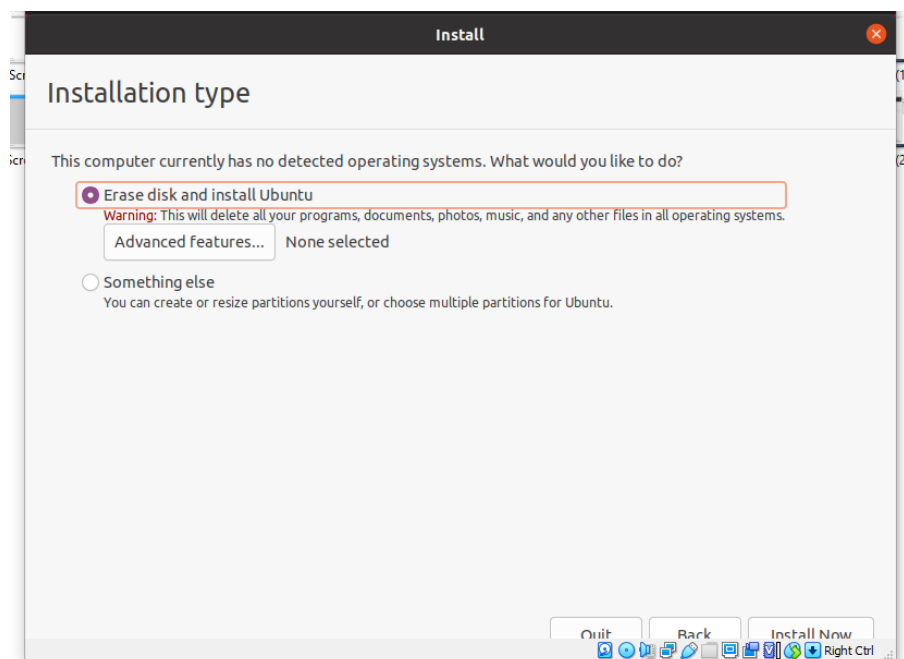 Install
Installation type
This computer currently has no detected operating systems. What would you like to do?
Erase disk and install Ubuntu
Warning: This will delete all your programs, documents, photos, music, and any other files in all operating systems.
Advanced features... None selected
Something else
You can create or resize partitions yourself, or choose multiple partitions for Ubuntu.
Quit Back Install Now
Right Ctrl